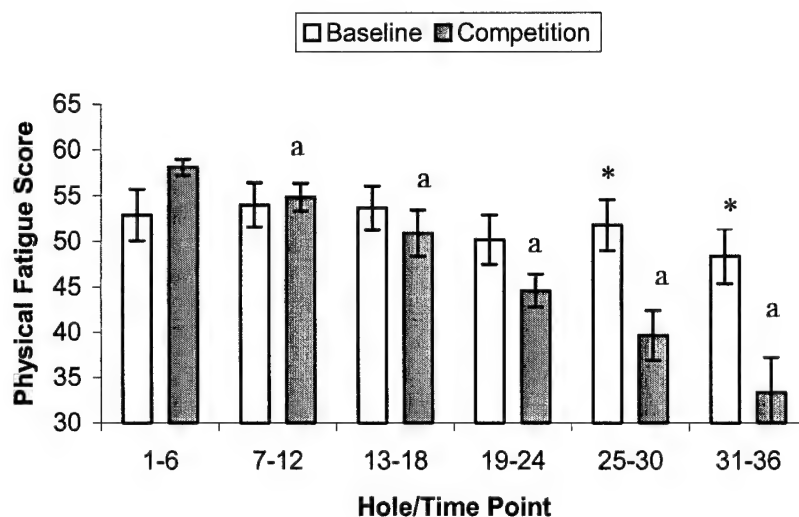 Baseline Competition
Physical Fatigue Score
65
60
55
50
45
40
35
30
a
a
a
*
a
*
a
1-6 7-12 13-18 19-24 25-30 31-36
Hole/Time Point